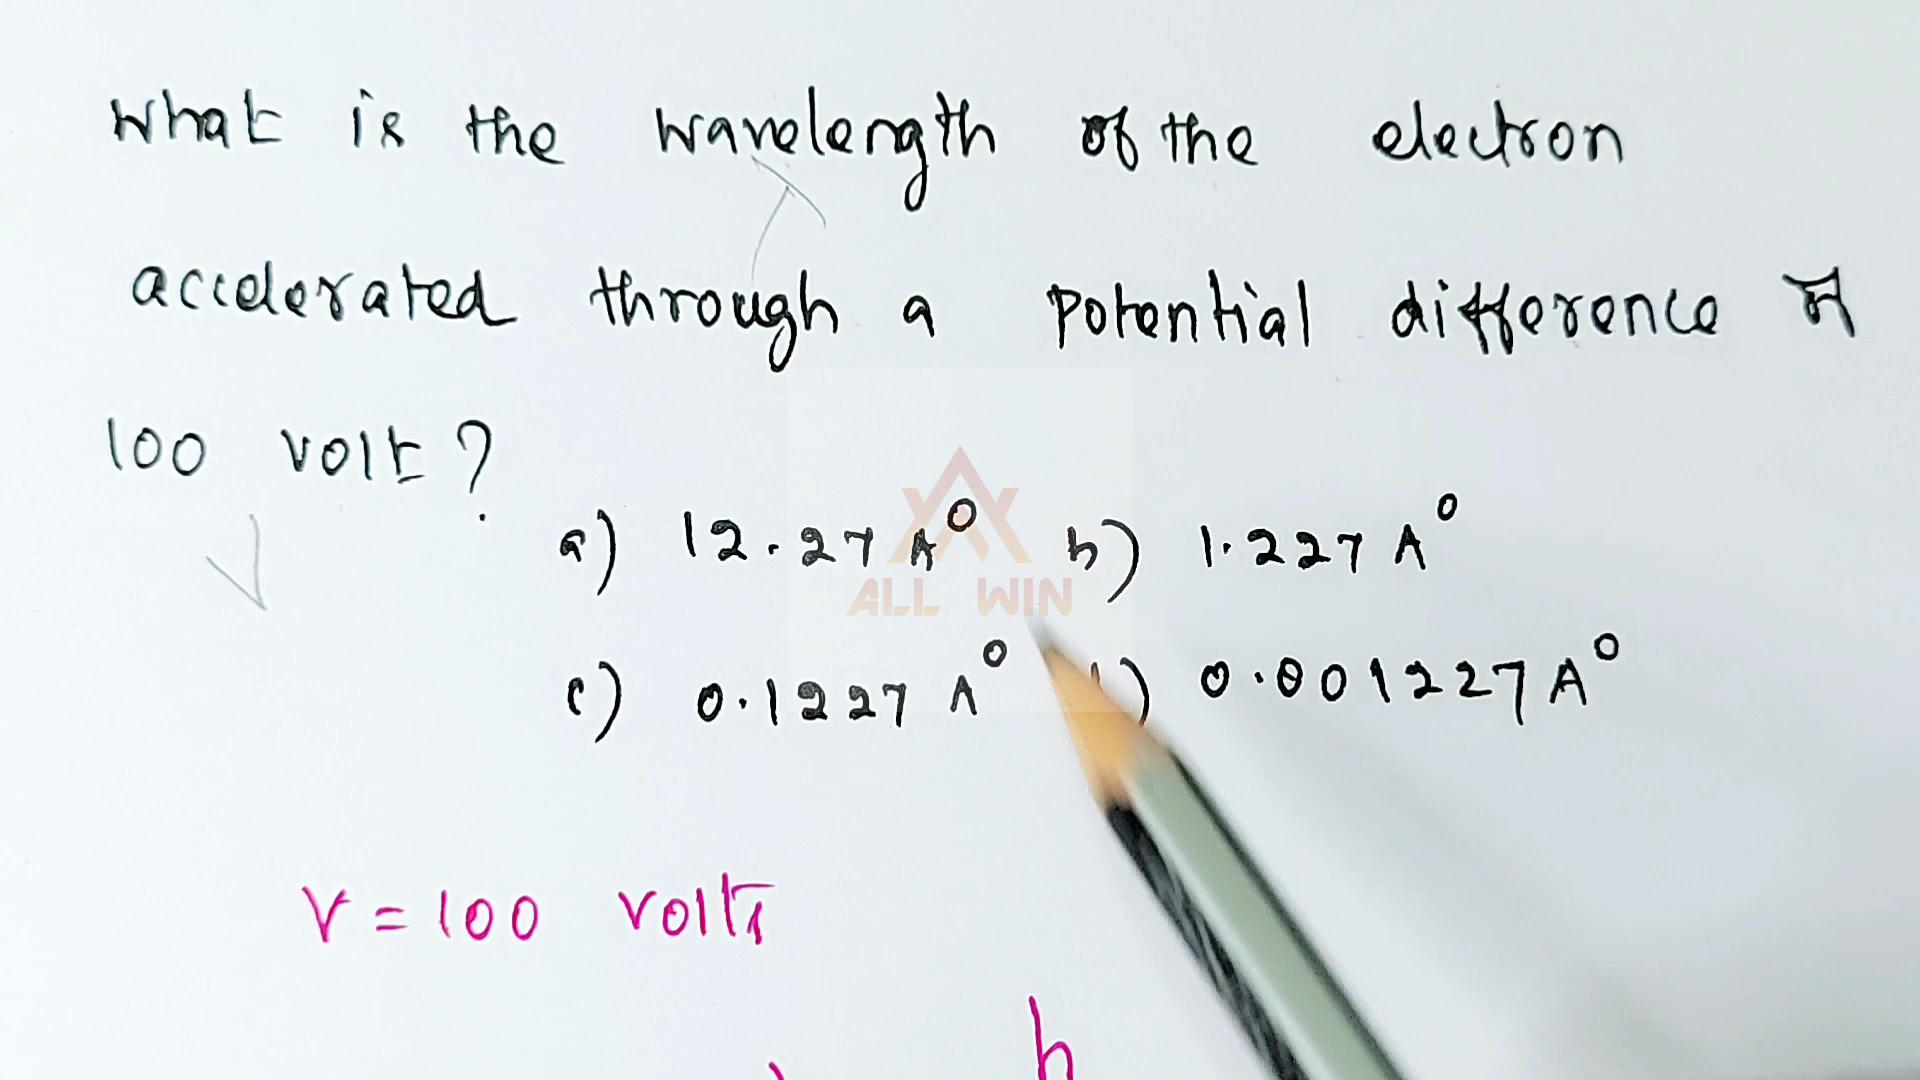 What is the wavelength of the electron
accelerated through a potential difference of
100 volt?
a) 12.27 A° b) 1.227 A°
ALL WIN
c) 0.1227 A° d) 0.001227 A°
V = 100 volts
h